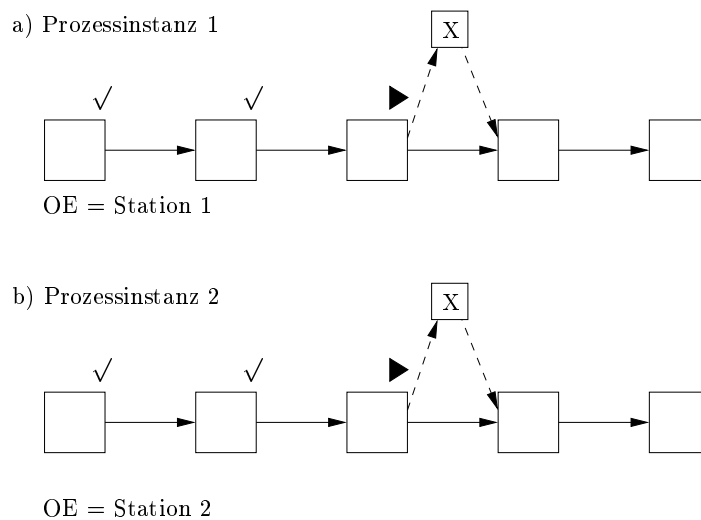 a) Prozessinstanz 1
X
√ √
OE = Station 1
b) Prozessinstanz 2
X
√ √
OE = Station 2